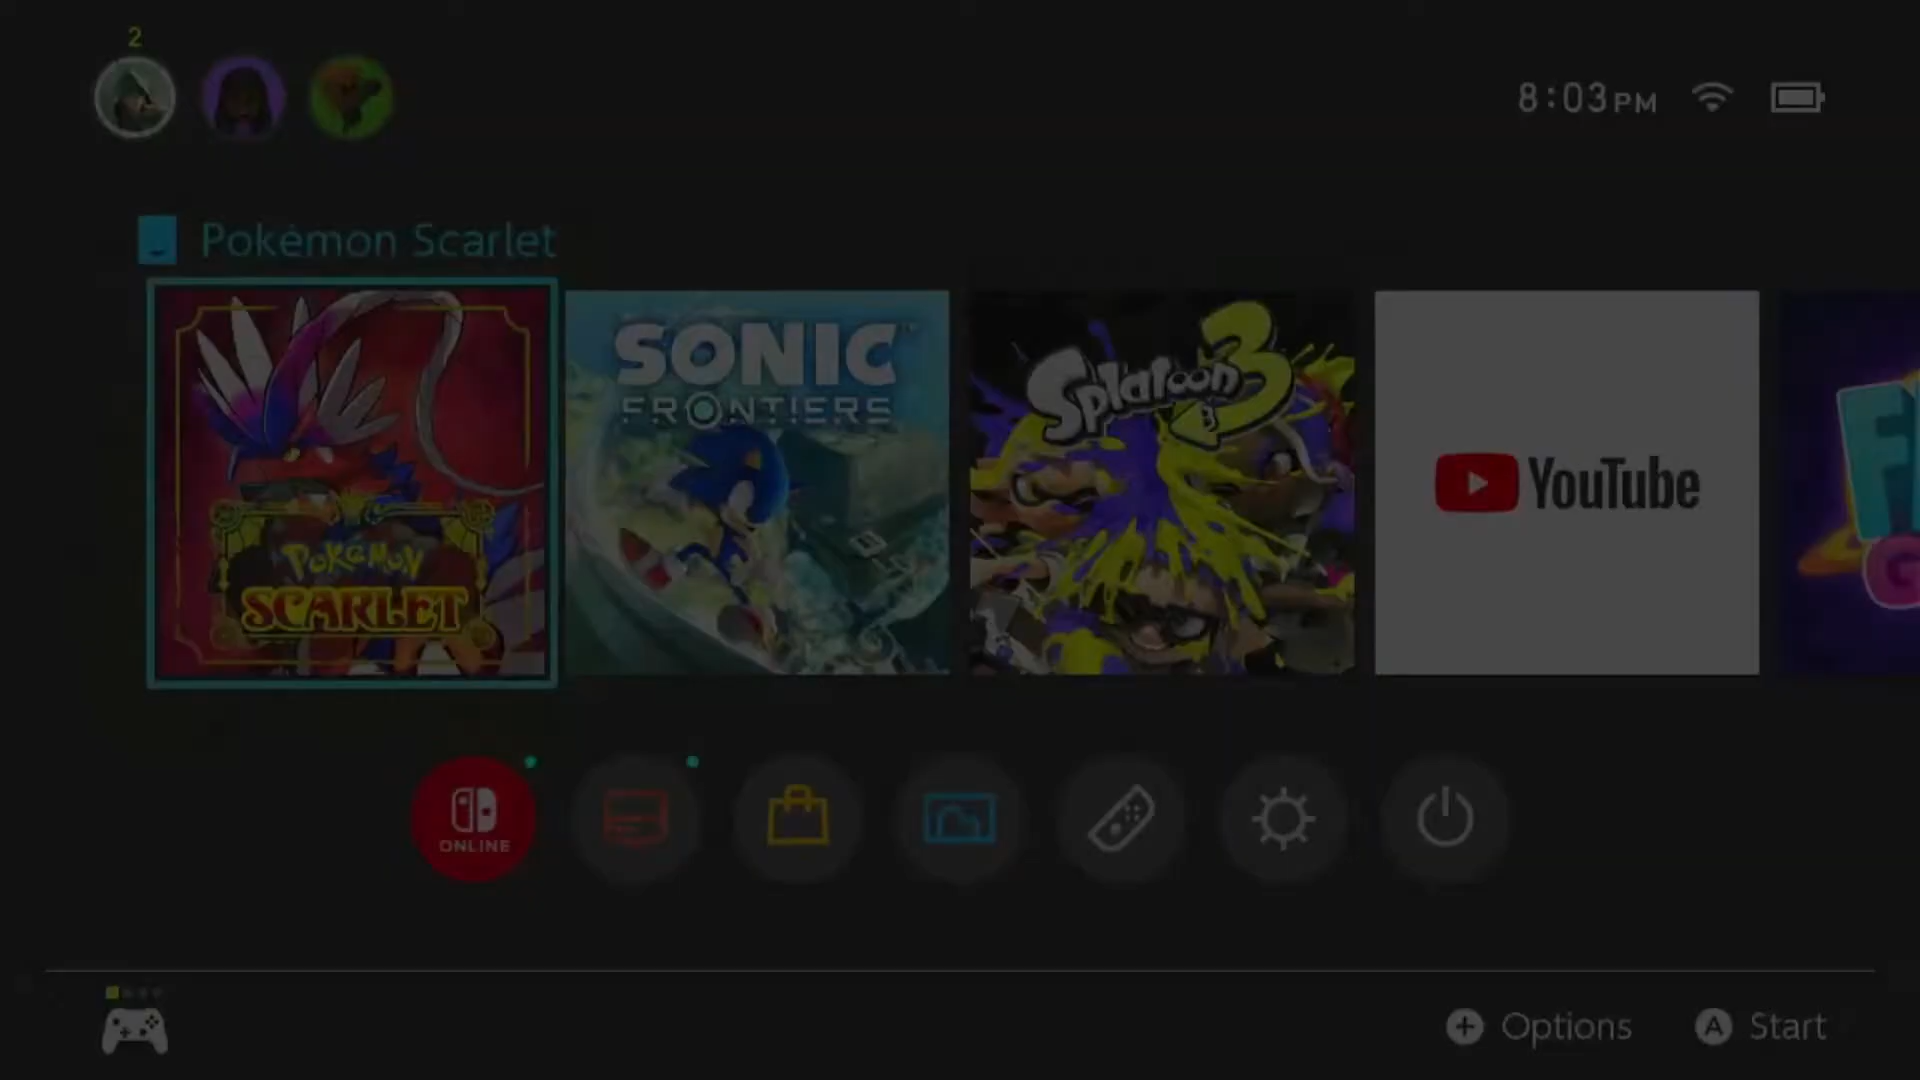 2
8:03PM
Pokémon Scarlet
POKÉMON
SCARLET
SONIC
FRONTIERS
Splatoon
3
YouTube
ONLINE
+ Options
A Start